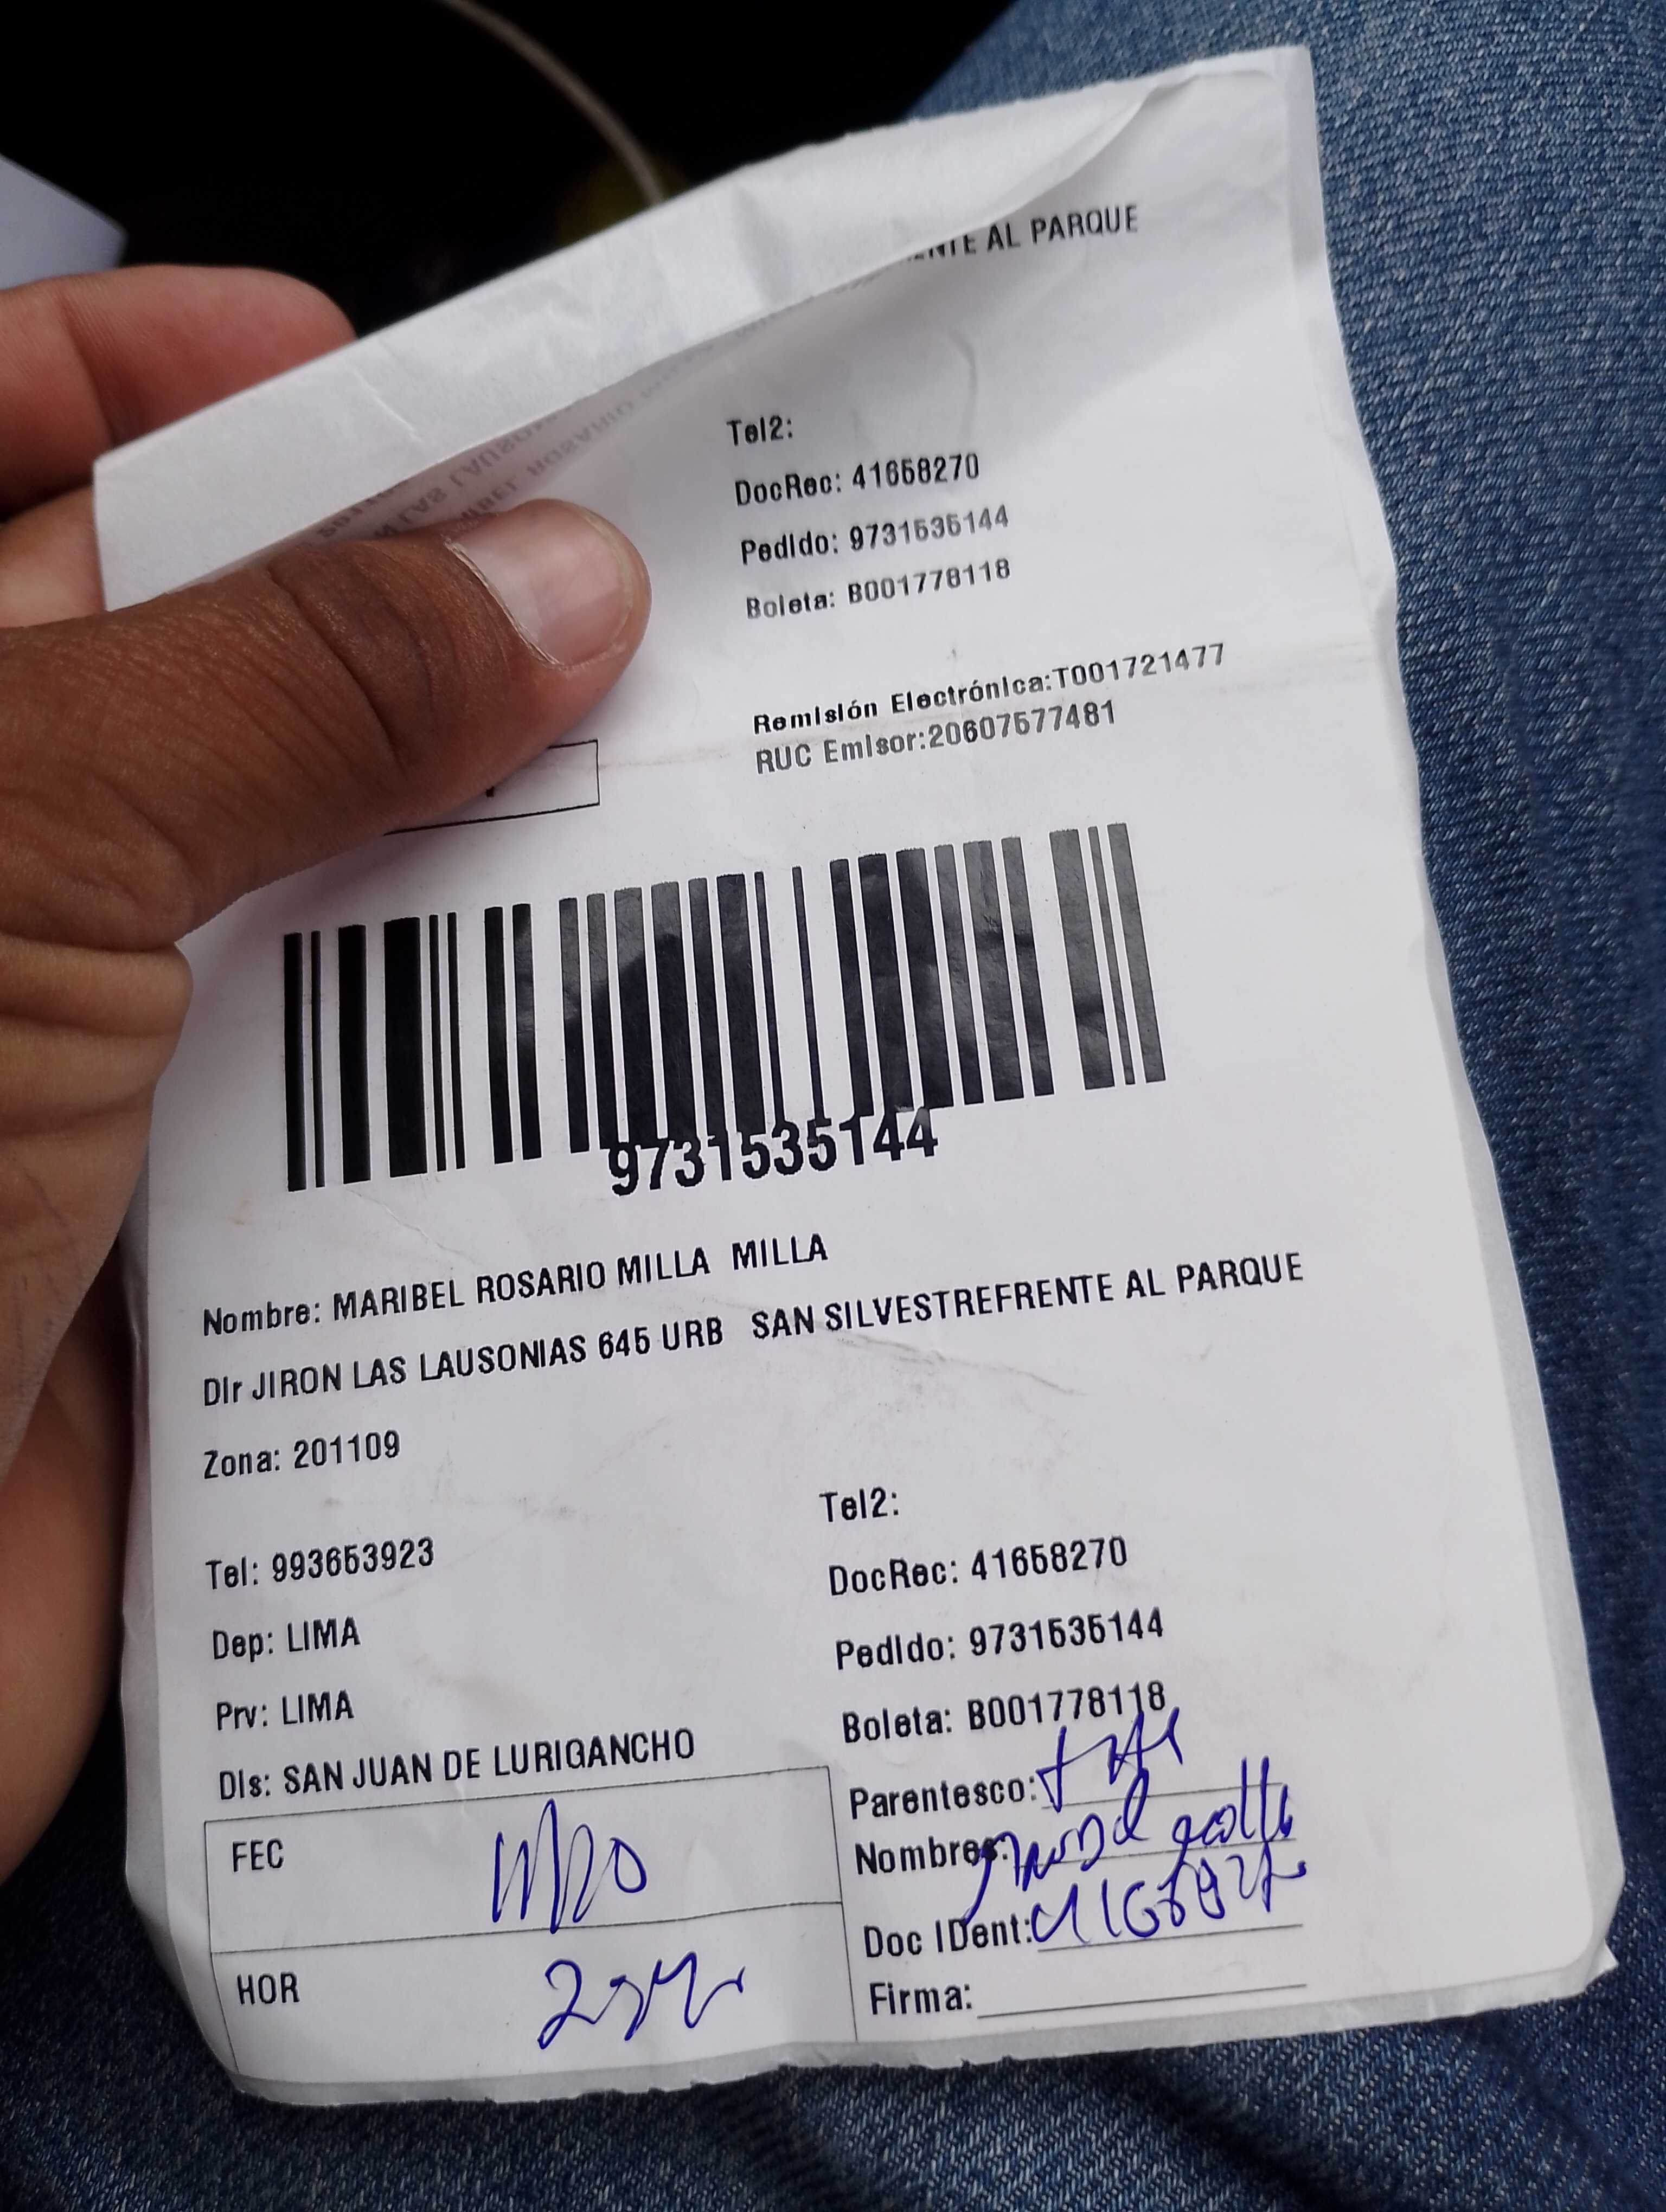 AL PARQUE
Tel2:
DocRec: 41658270
Pedido: 9731535144
Boleta: B001778118
Remisión Electrónica:T001721477
RUC Emisor:20607577481
9731535144
Nombre: MARIBEL ROSARIO MILLA MILLA
Dir JIRON LAS LAUSONIAS 645 URB SAN SILVESTREFRENTE AL PARQUE
Zona: 201109
Tel2:
Tel: 993653923
DocRec: 41658270
Dep: LIMA
Pedido: 9731535144
Prv: LIMA
Boleta: B001778118
Dis: SAN JUAN DE LURIGANCHO
Parentesco:
FEC
Nombres:
Doc IDent:
HOR
Firma: